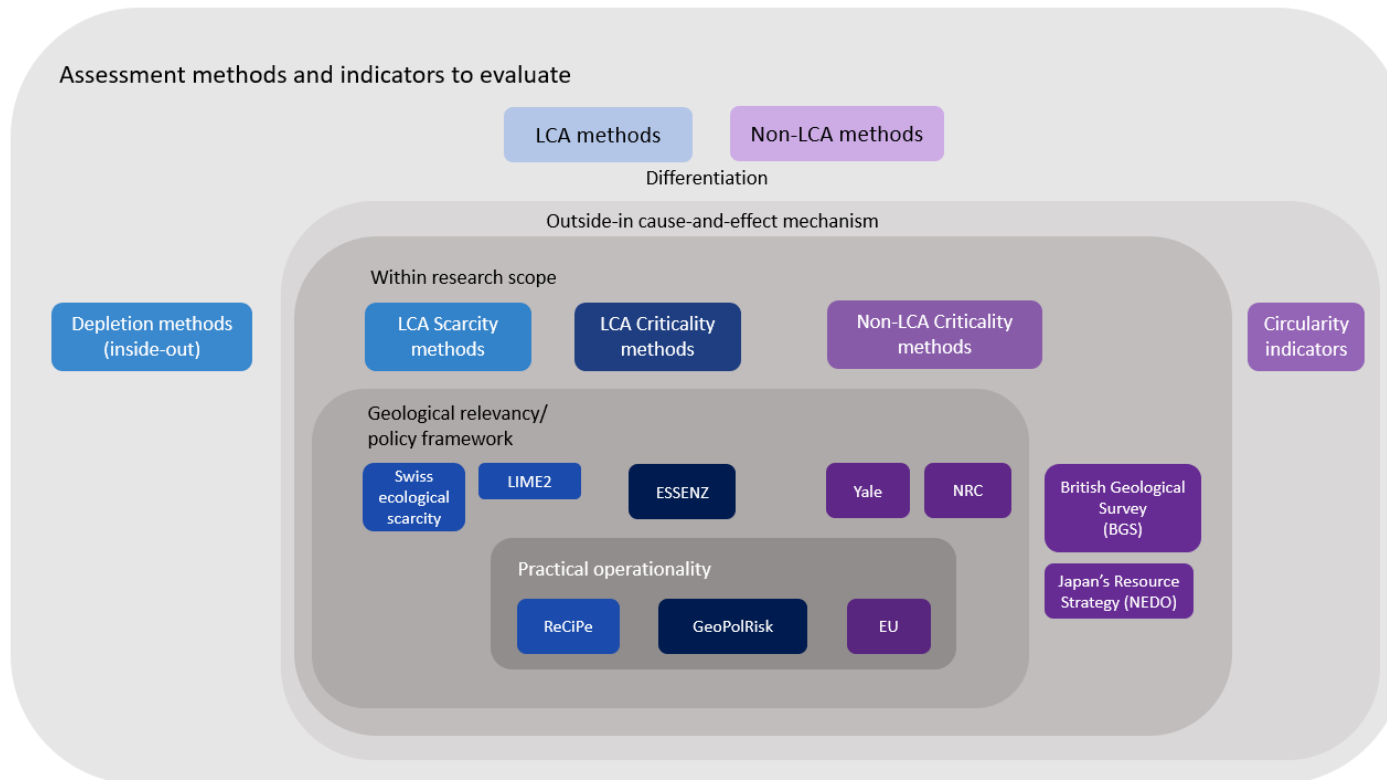 Assessment methods and indicators to evaluate
LCA methods
Non-LCA methods
Differentiation
Outside-in cause-and-effect mechanism
Within research scope
Depletion methods
(inside-out)
LCA Scarcity
methods
LCA Criticality
methods
Non-LCA Criticality
methods
Circularity
indicators
Geological relevancy/
policy framework
Swiss
ecological
scarcity
LIME2
ESSENZ
Yale
NRC
British Geological
Survey
(BGS)
Japan's Resource
Strategy (NEDO)
Practical operationality
ReCiPe
GeoPolRisk
EU